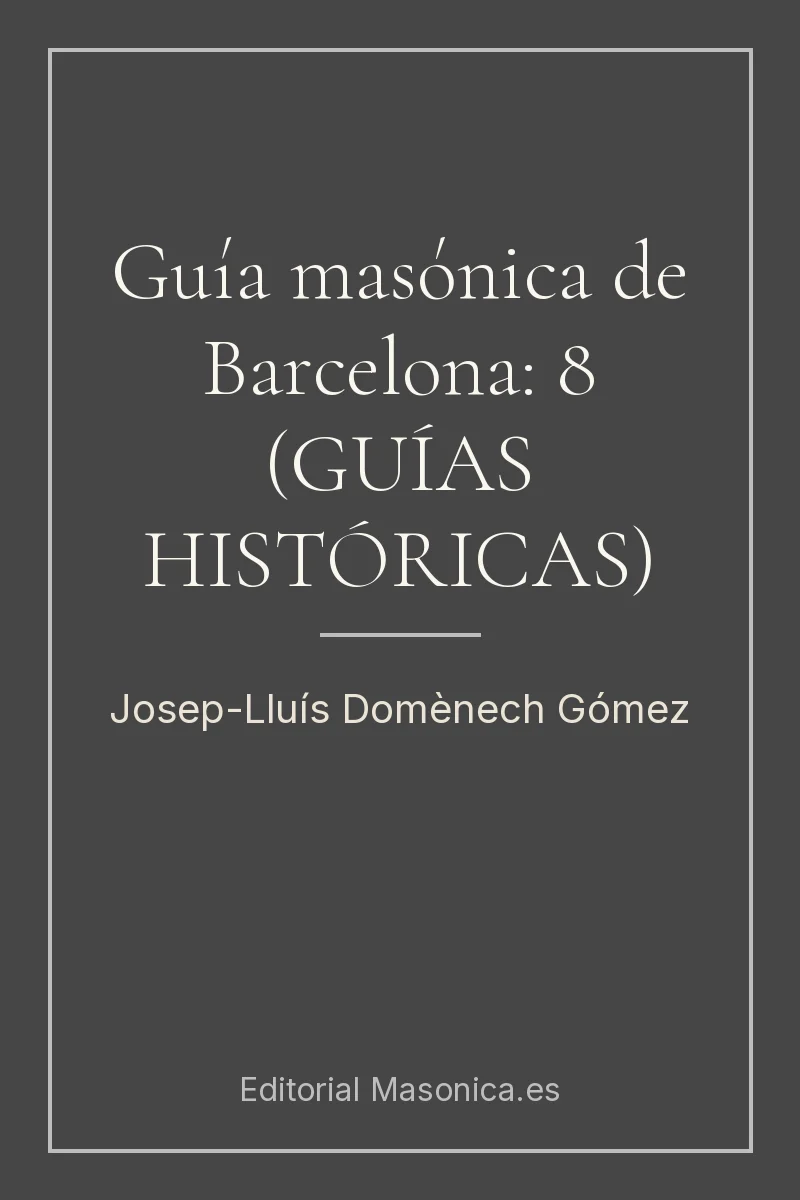 Guía masónica de
Barcelona: 8
(GUÍAS
HISTÓRICAS)
Josep-Lluís Domènech Gómez
Editorial Masonica.es